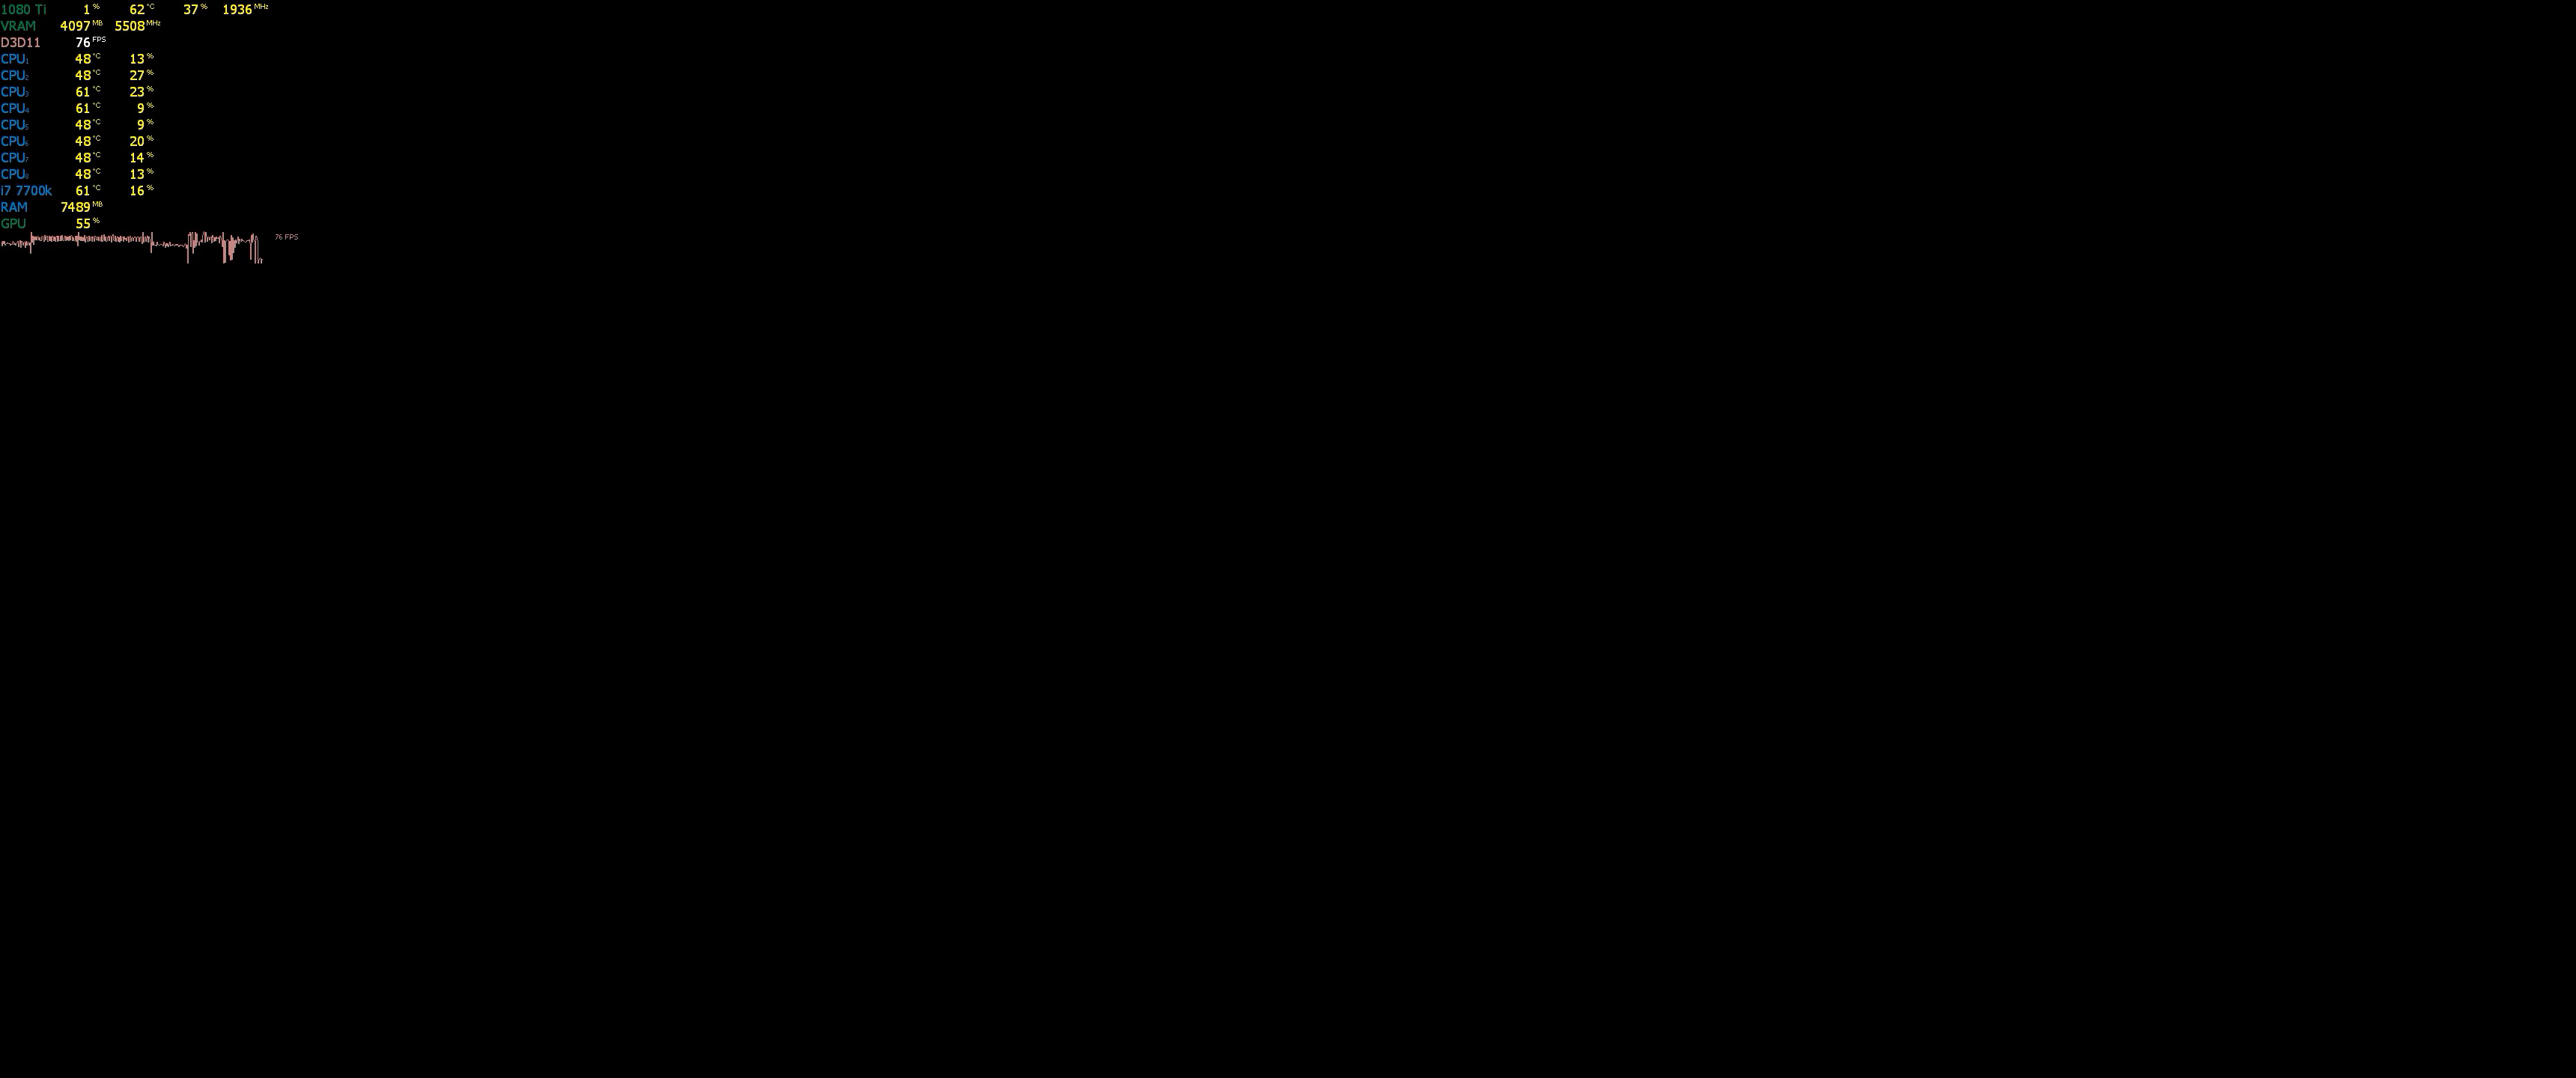 1080 Ti 1 % 62 °C 37 % 1936 MHz
VRAM 4097 MB 5508 MHz
D3D11 76 FPS
CPU1 48 °C 13 %
CPU2 48 °C 27 %
CPU3 61 °C 23 %
CPU4 61 °C 9 %
CPU5 48 °C 9 %
CPU6 48 °C 20 %
CPU7 48 °C 14 %
CPU8 48 °C 13 %
i7 7700k 61 °C 16 %
RAM 7489 MB
GPU 55 %
76 FPS